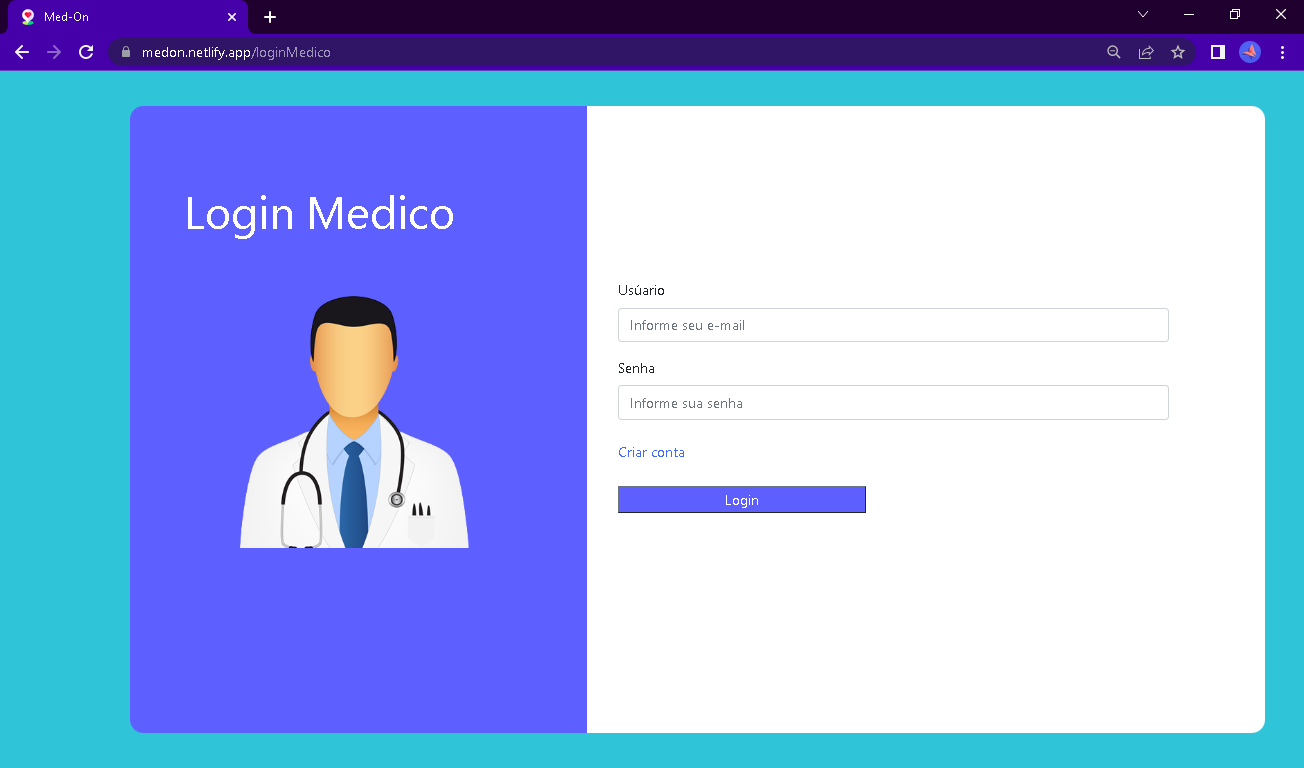 Med-On
medon.netlify.app/loginMedico
Login Medico
Usúario
Informe seu e-mail
Senha
Informe sua senha
Criar conta
Login